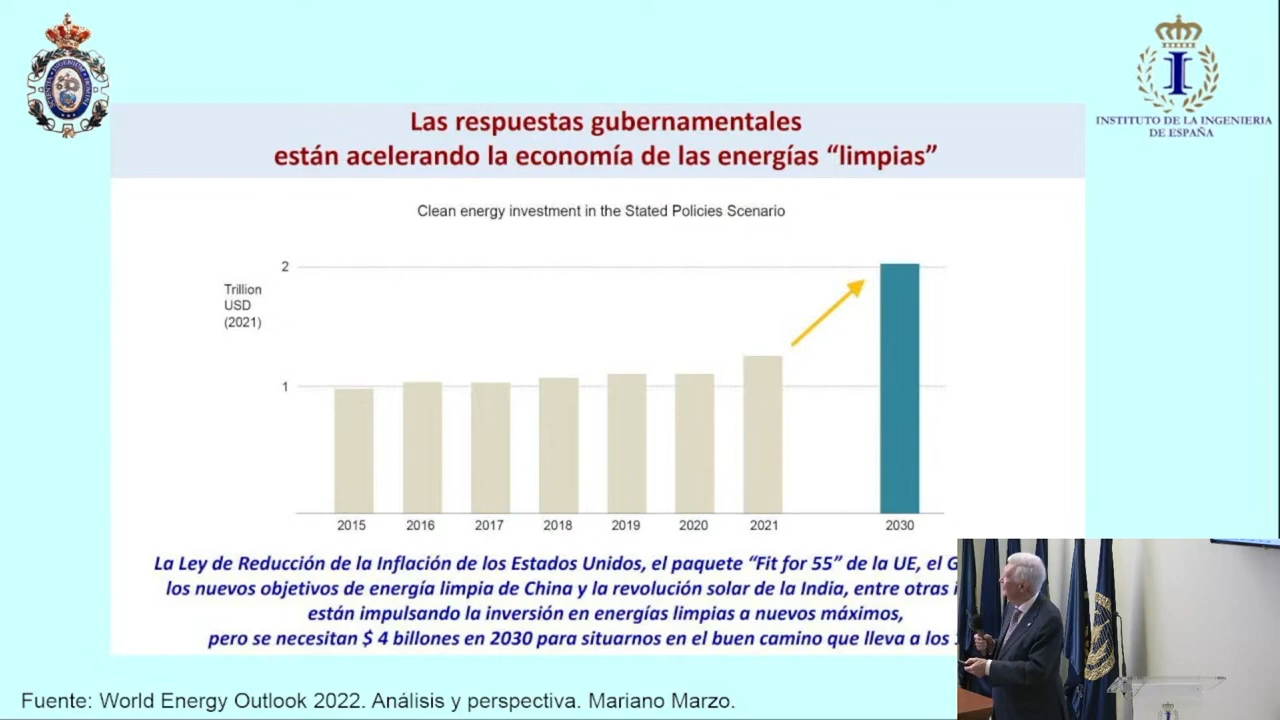 INSTITUTO DE LA INGENIERIA
DE ESPAÑA
Las respuestas gubernamentales
están acelerando la economía de las energías “limpias”
Clean energy investment in the Stated Policies Scenario
2
Trillion
USD
(2021)
1
2015 2016 2017 2018 2019 2020 2021 2030
La Ley de Reducción de la Inflación de los Estados Unidos, el paquete “Fit for 55” de la UE, el
los nuevos objetivos de energía limpia de China y la revolución solar de la India, entre otras
están impulsando la inversión en energías limpias a nuevos máximos,
pero se necesitan $ 4 billones en 2030 para situarnos en el buen camino que lleva a los
Fuente: World Energy Outlook 2022. Análisis y perspectiva. Mariano Marzo.